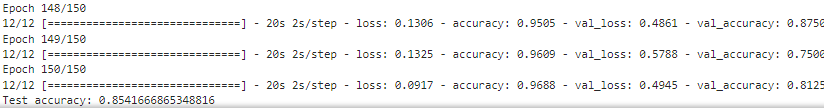 Epoch 148/150
12/12 [==============================] - 20s 2s/step - loss: 0.1306 - accuracy: 0.9505 - val_loss: 0.4861 - val_accuracy: 0.8750
Epoch 149/150
12/12 [==============================] - 20s 2s/step - loss: 0.1325 - accuracy: 0.9609 - val_loss: 0.5788 - val_accuracy: 0.7500
Epoch 150/150
12/12 [==============================] - 20s 2s/step - loss: 0.0917 - accuracy: 0.9688 - val_loss: 0.4945 - val_accuracy: 0.8125
Test accuracy: 0.8541666865348816